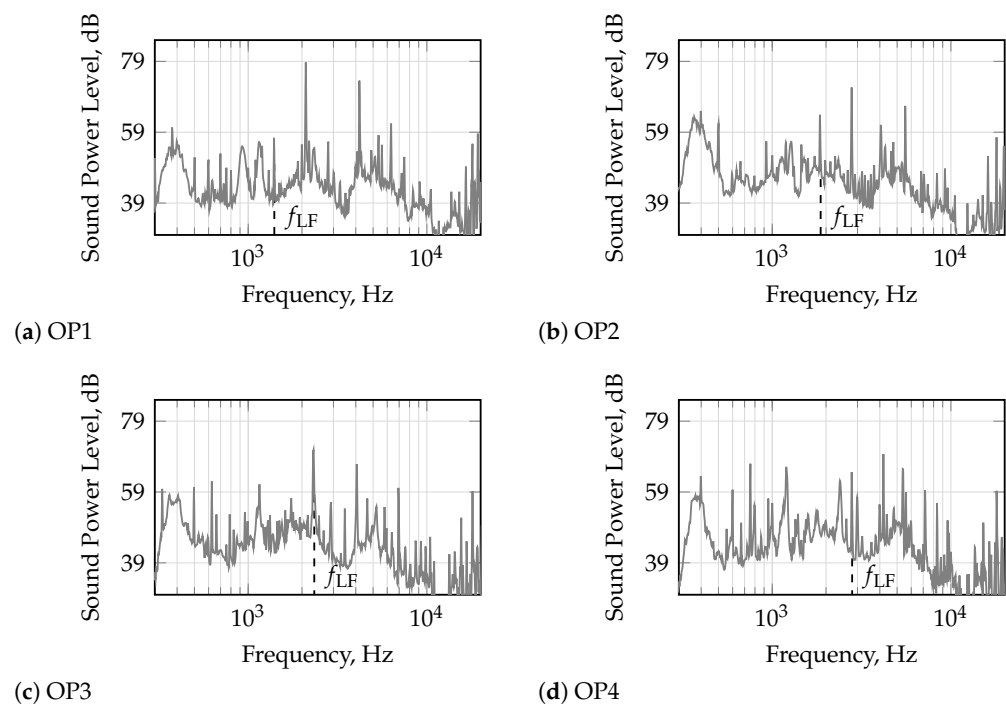 Sound Power Level, dB
79
59
39
f_LF
10^3
10^4
Frequency, Hz
(a) OP1
Sound Power Level, dB
79
59
39
f_LF
10^3
10^4
Frequency, Hz
(b) OP2
Sound Power Level, dB
79
59
39
f_LF
10^3
10^4
Frequency, Hz
(c) OP3
Sound Power Level, dB
79
59
39
f_LF
10^3
10^4
Frequency, Hz
(d) OP4